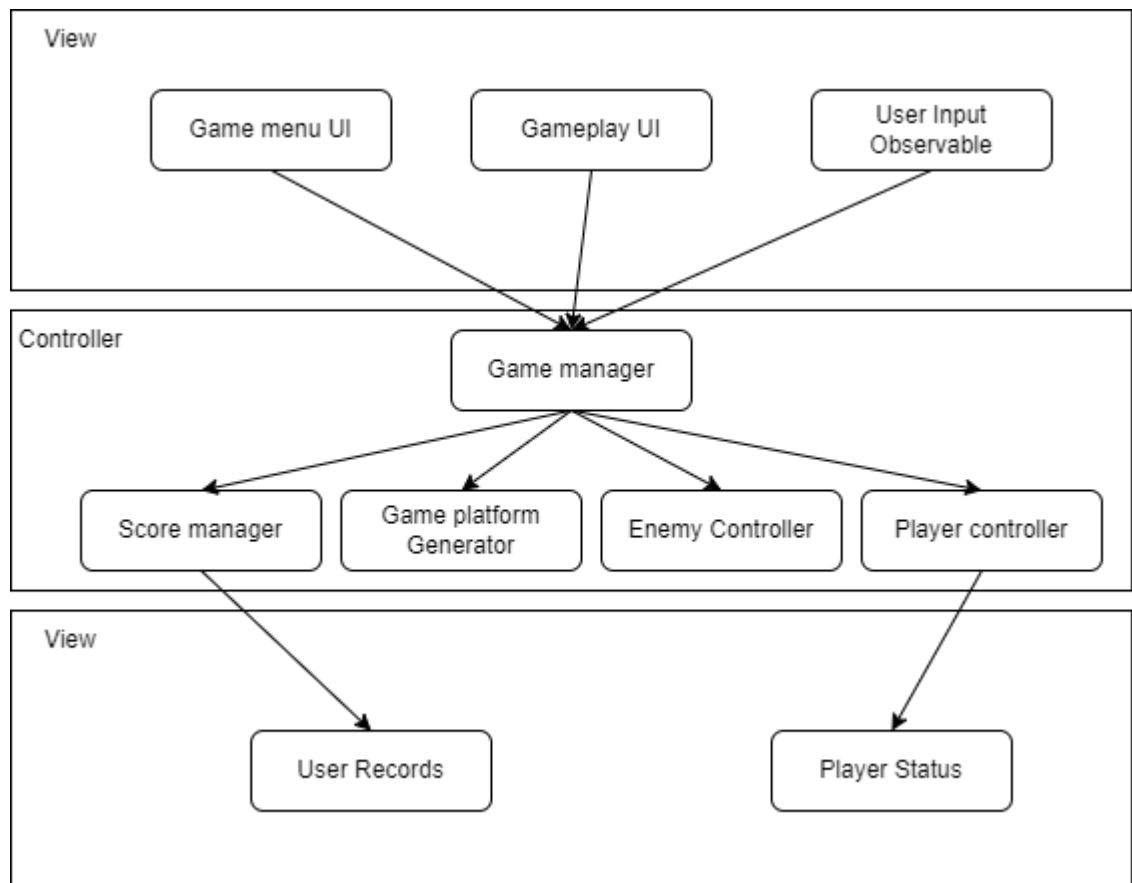 View
Game menu UI
Gameplay UI
User Input
Observable
Controller
Game manager
Score manager
Game platform
Generator
Enemy Controller
Player controller
View
User Records
Player Status